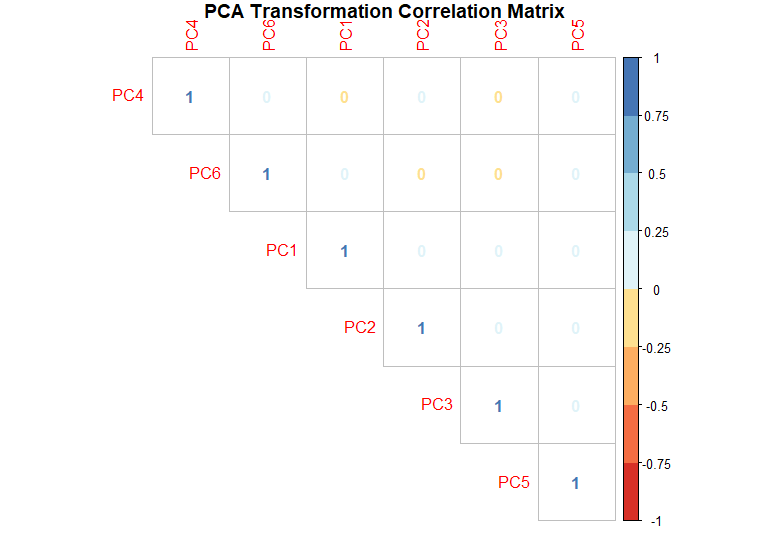 PCA Transformation Correlation Matrix
PC4 PC6 PC1 PC2 PC3 PC5
PC4 1 0 0 0 0 0
PC6 1 0 0 0 0
PC1 1 0 0 0
PC2 1 0 0
PC3 1 0
PC5 1
1
0.75
0.5
0.25
0
-0.25
-0.5
-0.75
-1